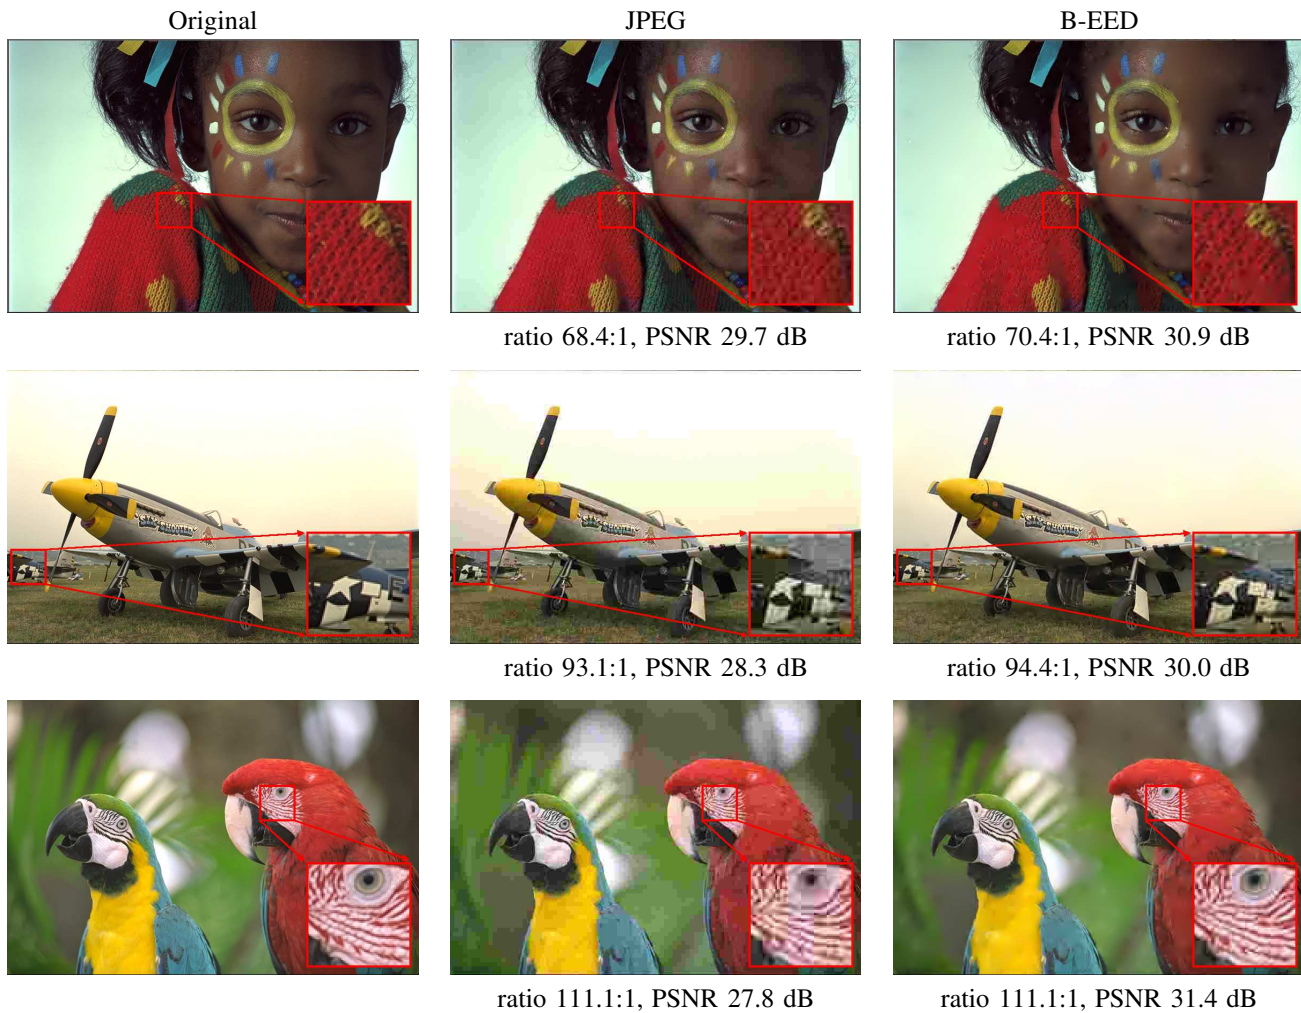 Original
JPEG
B-EED
ratio 68.4:1, PSNR 29.7 dB
ratio 70.4:1, PSNR 30.9 dB
ratio 93.1:1, PSNR 28.3 dB
ratio 94.4:1, PSNR 30.0 dB
ratio 111.1:1, PSNR 27.8 dB
ratio 111.1:1, PSNR 31.4 dB